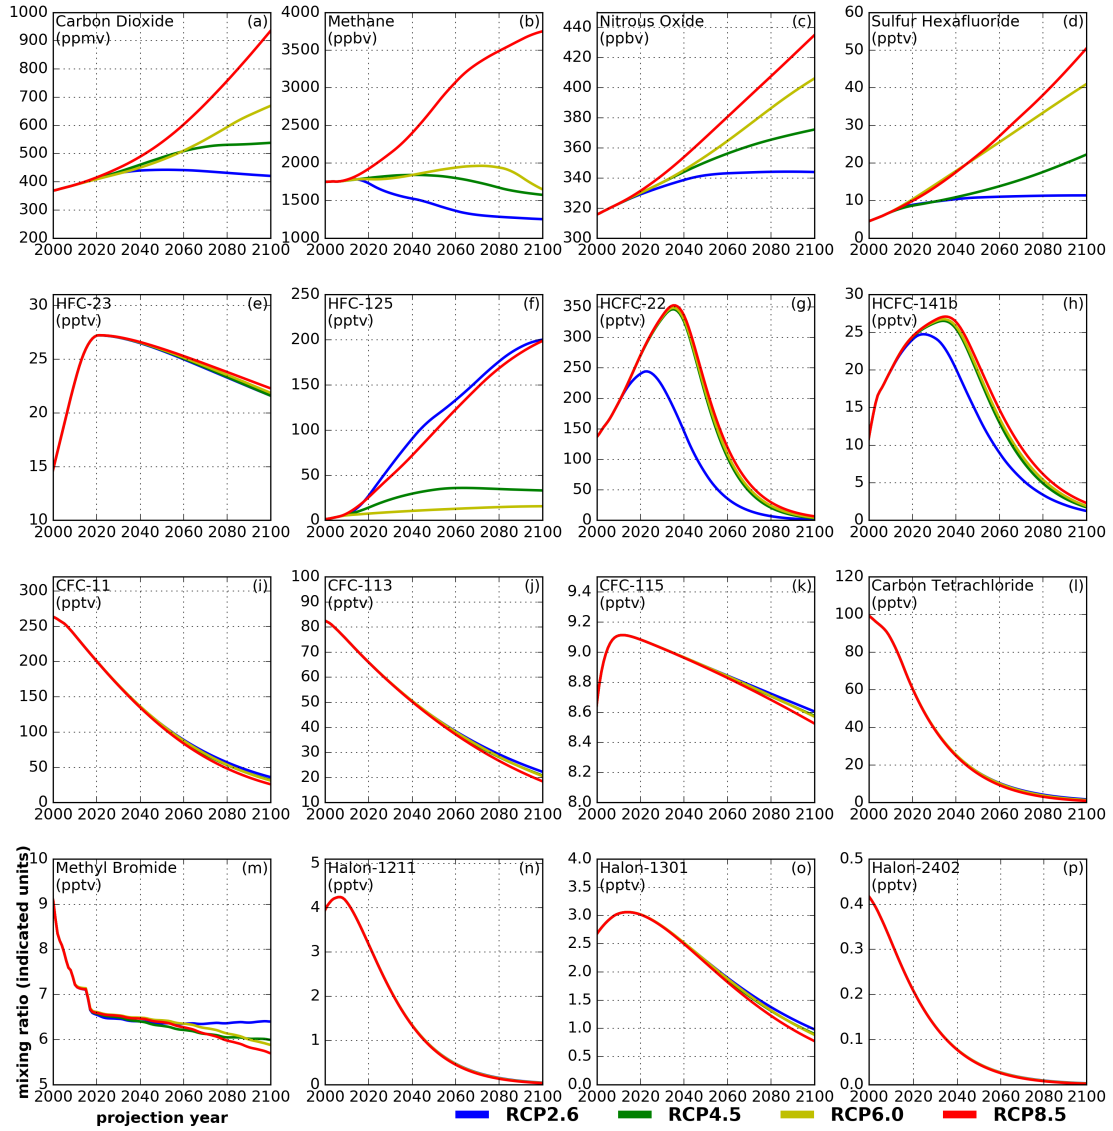 Carbon Dioxide (a)
(ppmv)
1000
900
800
700
600
500
400
300
200
2000 2020 2040 2060 2080 2100
Methane (b)
(ppbv)
4000
3500
3000
2500
2000
1500
1000
2000 2020 2040 2060 2080 2100
Nitrous Oxide (c)
(ppbv)
440
420
400
380
360
340
320
300
2000 2020 2040 2060 2080 2100
Sulfur Hexafluoride (d)
(pptv)
60
50
40
30
20
10
0
2000 2020 2040 2060 2080 2100
HFC-23 (e)
(pptv)
30
25
20
15
10
2000 2020 2040 2060 2080 2100
HFC-125 (f)
(pptv)
250
200
150
100
50
0
2000 2020 2040 2060 2080 2100
HCFC-22 (g)
(pptv)
350
300
250
200
150
100
50
0
2000 2020 2040 2060 2080 2100
HCFC-141b (h)
(pptv)
30
25
20
15
10
5
0
2000 2020 2040 2060 2080 2100
CFC-11 (i)
(pptv)
300
250
200
150
100
50
0
2000 2020 2040 2060 2080 2100
CFC-113 (j)
(pptv)
100
90
80
70
60
50
40
30
20
10
2000 2020 2040 2060 2080 2100
CFC-115 (k)
(pptv)
9.4
9.2
9.0
8.8
8.6
8.4
8.2
8.0
2000 2020 2040 2060 2080 2100
Carbon Tetrachloride (l)
(pptv)
120
100
80
60
40
20
0
2000 2020 2040 2060 2080 2100
Methyl Bromide (m)
(pptv)
10
9
8
7
6
5
2000 2020 2040 2060 2080 2100
mixing ratio (indicated units)
projection year
Halon-1211 (n)
(pptv)
5
4
3
2
1
0
2000 2020 2040 2060 2080 2100
Halon-1301 (o)
(pptv)
4.0
3.5
3.0
2.5
2.0
1.5
1.0
0.5
0.0
2000 2020 2040 2060 2080 2100
Halon-2402 (p)
(pptv)
0.5
0.4
0.3
0.2
0.1
0.0
2000 2020 2040 2060 2080 2100
RCP2.6 RCP4.5 RCP6.0 RCP8.5